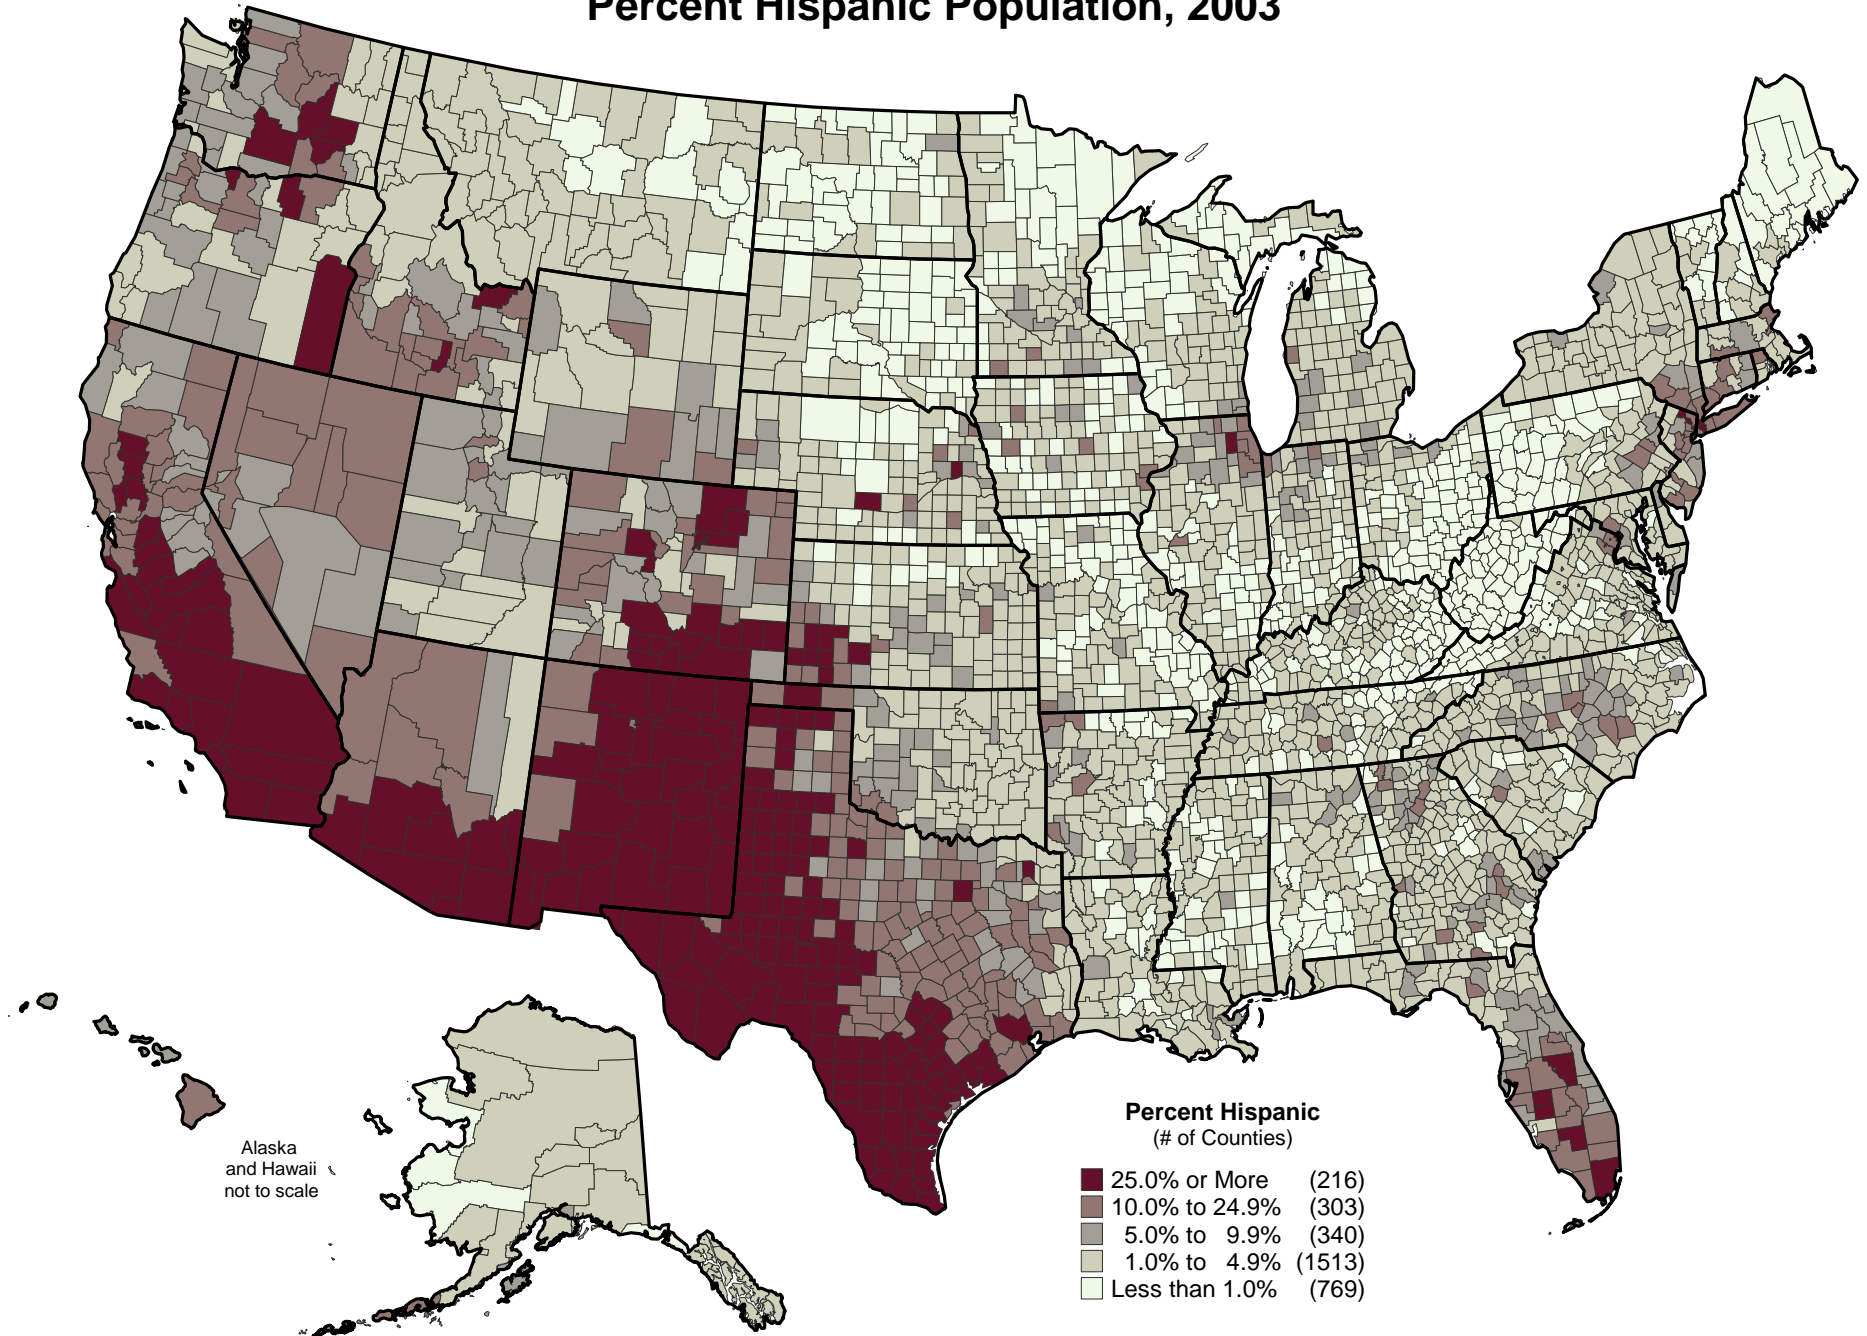 Percent Hispanic Population, 2003
Alaska
and Hawaii
not to scale
Percent Hispanic
(# of Counties)
25.0% or More (216)
10.0% to 24.9% (303)
5.0% to 9.9% (340)
1.0% to 4.9% (1513)
Less than 1.0% (769)